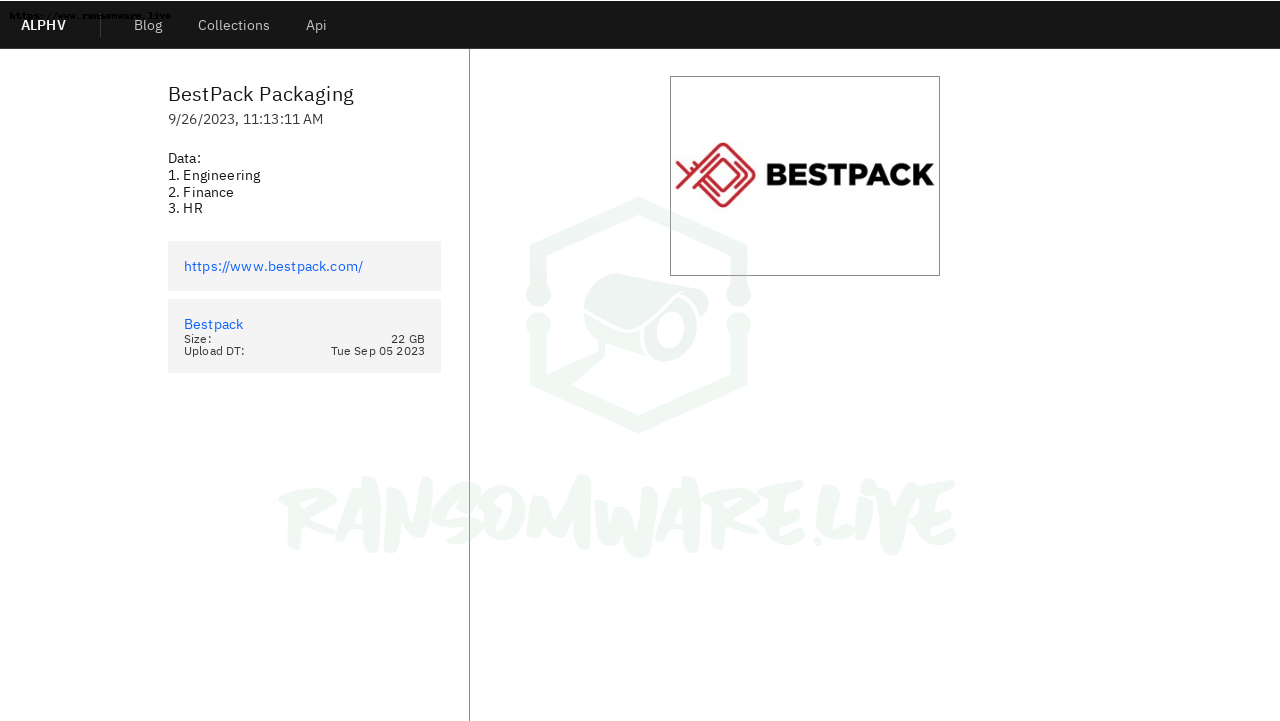 https://www.ransomware.live
ALPHV
Blog
Collections
Api
BestPack Packaging
9/26/2023, 11:13:11 AM
Data:
1. Engineering
2. Finance
3. HR
https://www.bestpack.com/
Bestpack
Size: 22 GB
Upload DT: Tue Sep 05 2023
BESTPACK
RANSOMWARE.LIVE